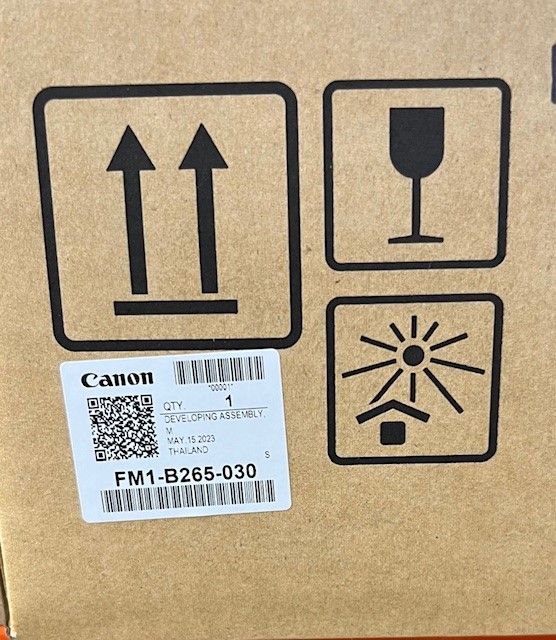 Canon
*00001*
QTY. 1
DEVELOPING ASSEMBLY,
M
MAY.15.2023
THAILAND S
FM1-B265-030